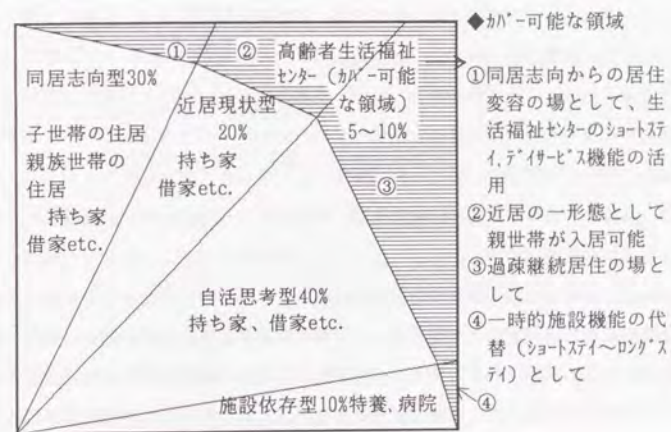 ①
②
高齢者生活福祉
センター（カバー可能
な領域）
5～10%
同居志向型30%
子世帯の住居
親族世帯の
住居
持ち家
借家etc.
近居現状型
20%
持ち家
借家etc.
③
自活思考型40%
持ち家、借家etc.
施設依存型10%特養,病院
④
◆ｶﾊﾞｰ可能な領域
①同居志向からの居住
変容の場として、生
活福祉ｾﾝﾀｰのｼｮｰﾄｽﾃ
ｲ,ﾃﾞｲｻｰﾋﾞｽ機能の活
用
②近居の一形態として
親世帯が入居可能
③過疎継続居住の場と
して
④一時的施設機能の代
替（ｼｮｰﾄｽﾃｲ～ﾛﾝｸﾞｽ
ﾃｲ）として